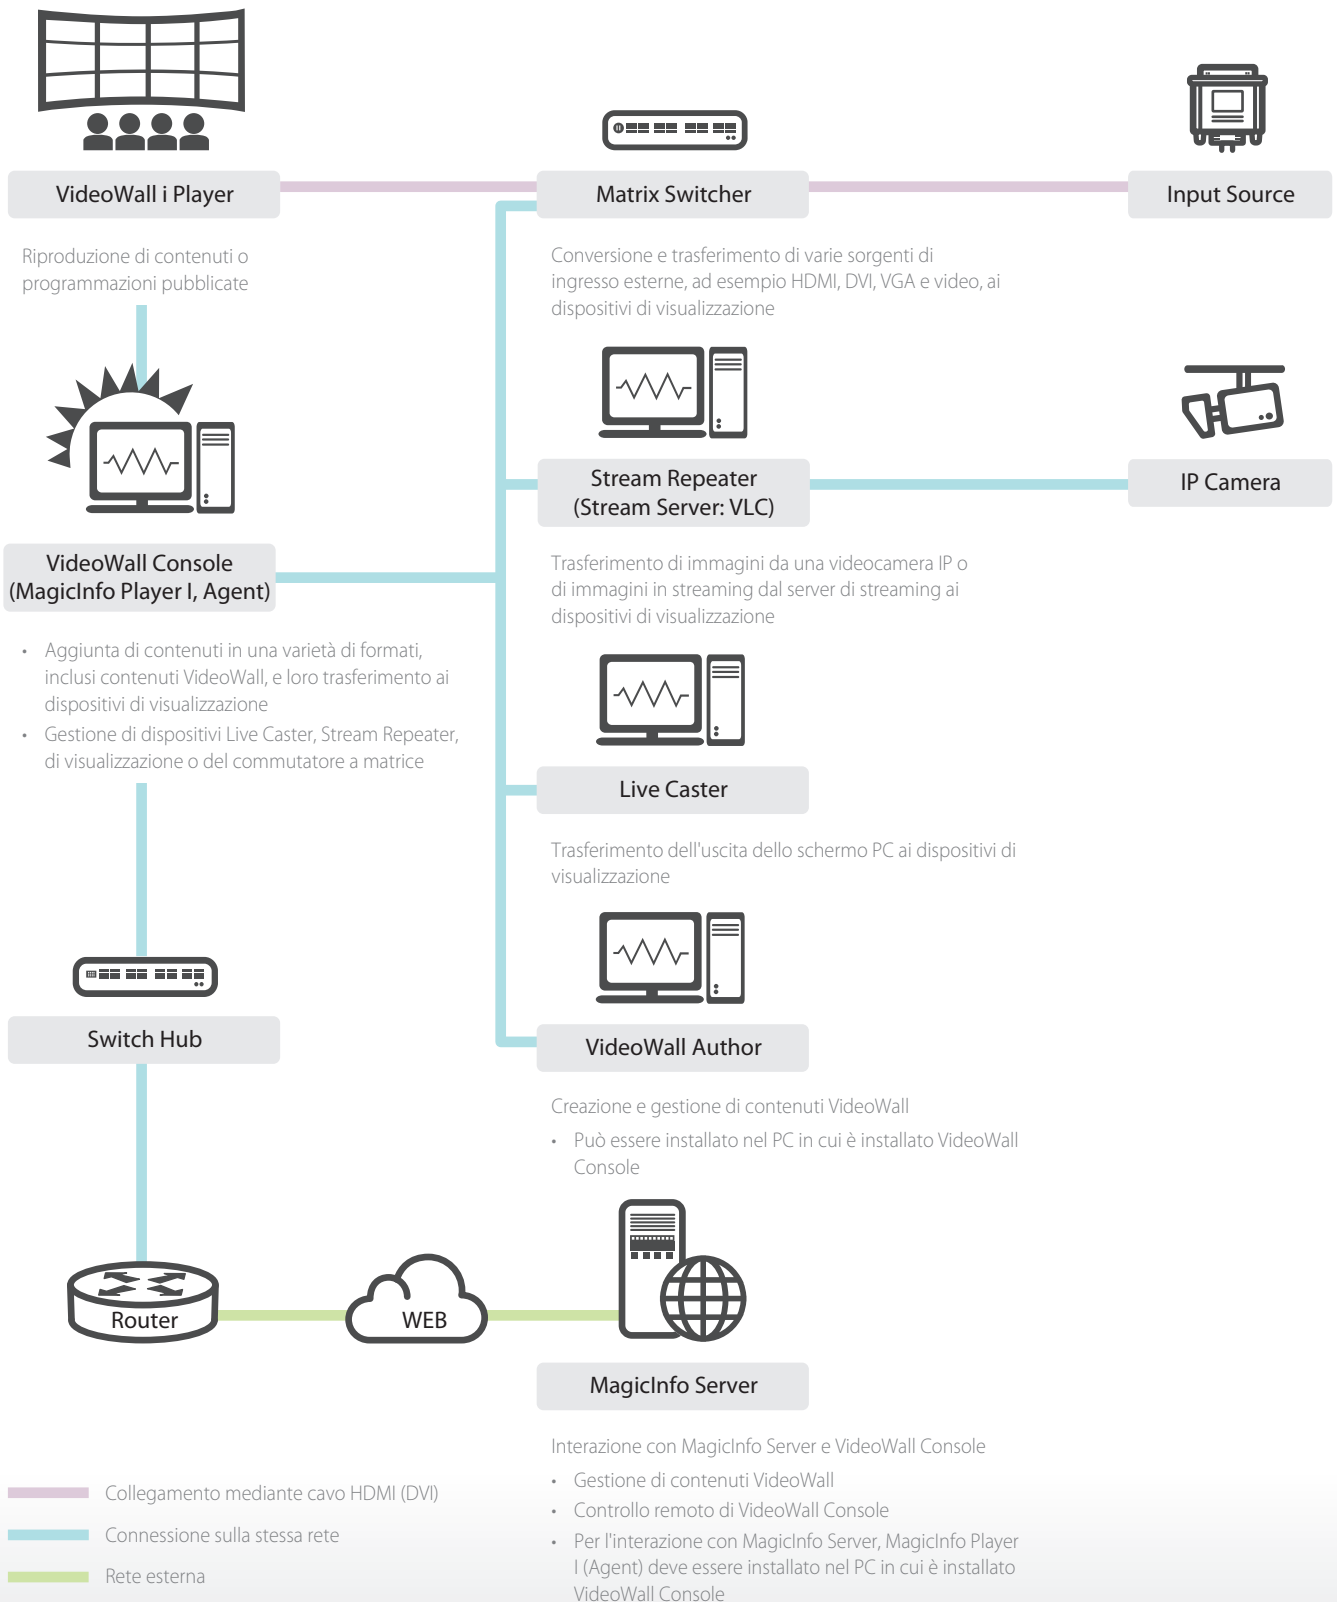 VideoWall i Player
Matrix Switcher
Input Source
Riproduzione di contenuti o
programmazioni pubblicate
Conversione e trasferimento di varie sorgenti di
ingresso esterne, ad esempio HDMI, DVI, VGA e video, ai
dispositivi di visualizzazione
Stream Repeater
(Stream Server: VLC)
IP Camera
VideoWall Console
(MagicInfo Player I, Agent)
Trasferimento di immagini da una videocamera IP o
di immagini in streaming dal server di streaming ai
dispositivi di visualizzazione
• Aggiunta di contenuti in una varietà di formati,
inclusi contenuti VideoWall, e loro trasferimento ai
dispositivi di visualizzazione
• Gestione di dispositivi Live Caster, Stream Repeater,
di visualizzazione o del commutatore a matrice
Live Caster
Trasferimento dell'uscita dello schermo PC ai dispositivi di
visualizzazione
Switch Hub
VideoWall Author
Creazione e gestione di contenuti VideoWall
• Può essere installato nel PC in cui è installato VideoWall
Console
Router
WEB
MagicInfo Server
Interazione con MagicInfo Server e VideoWall Console
• Gestione di contenuti VideoWall
• Controllo remoto di VideoWall Console
• Per l'interazione con MagicInfo Server, MagicInfo Player
I (Agent) deve essere installato nel PC in cui è installato
VideoWall Console
Collegamento mediante cavo HDMI (DVI)
Connessione sulla stessa rete
Rete esterna